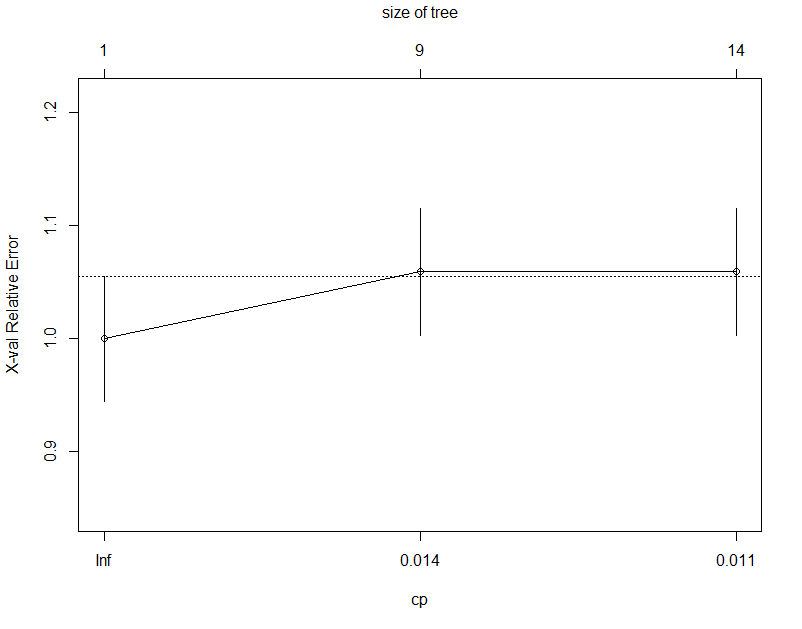 size of tree
1 9 14
X-val Relative Error
1.2
1.1
1.0
0.9
Inf 0.014 0.011
cp